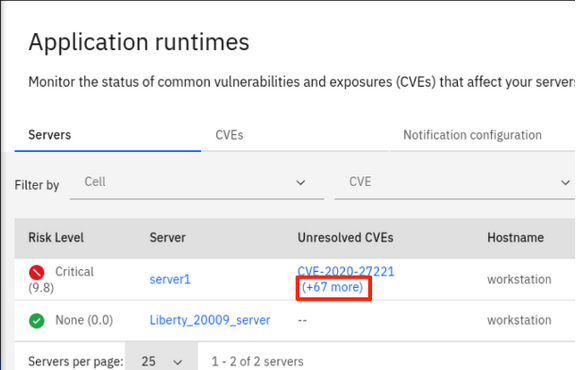 Application runtimes
Monitor the status of common vulnerabilities and exposures (CVEs) that affect your server
Servers CVEs Notification configuration
Filter by Cell CVE
Risk Level Server Unresolved CVEs Hostname
Critical (9.8) server1 CVE-2020-27221 (+67 more) workstation
None (0.0) Liberty_20009_server -- workstation
Servers per page: 25 1 - 2 of 2 servers